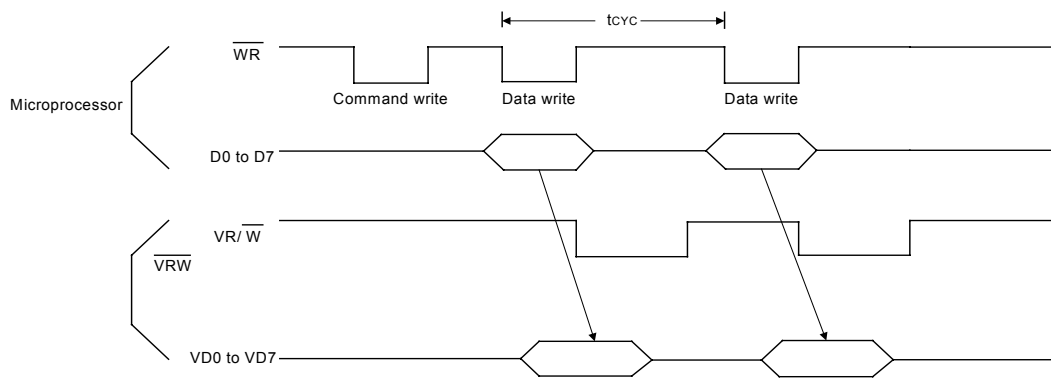 tCYC
WR
Command write
Data write
Data write
Microprocessor
D0 to D7
VR/ W
VRW
VD0 to VD7